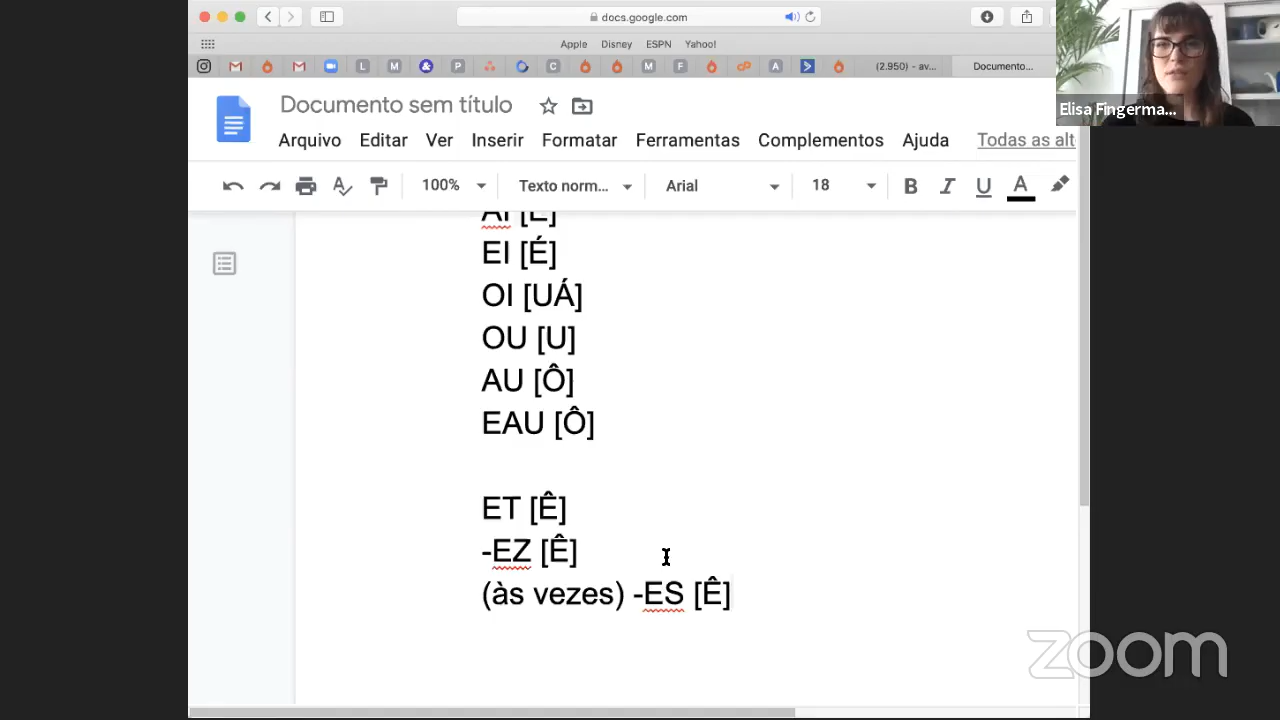 docs.google.com
Apple Disney ESPN Yahoo!
L M & P C M F cP A (2.950) - av... Documento...
Elisa Fingerma...
Documento sem título
Arquivo Editar Ver Inserir Formatar Ferramentas Complementos Ajuda Todas as alt
100% Texto norm... Arial 18 B I U A
EI [É]
OI [UÁ]
OU [U]
AU [Ô]
EAU [Ô]
ET [Ê]
-EZ [Ê]
(às vezes) -ES [Ê]
zoom